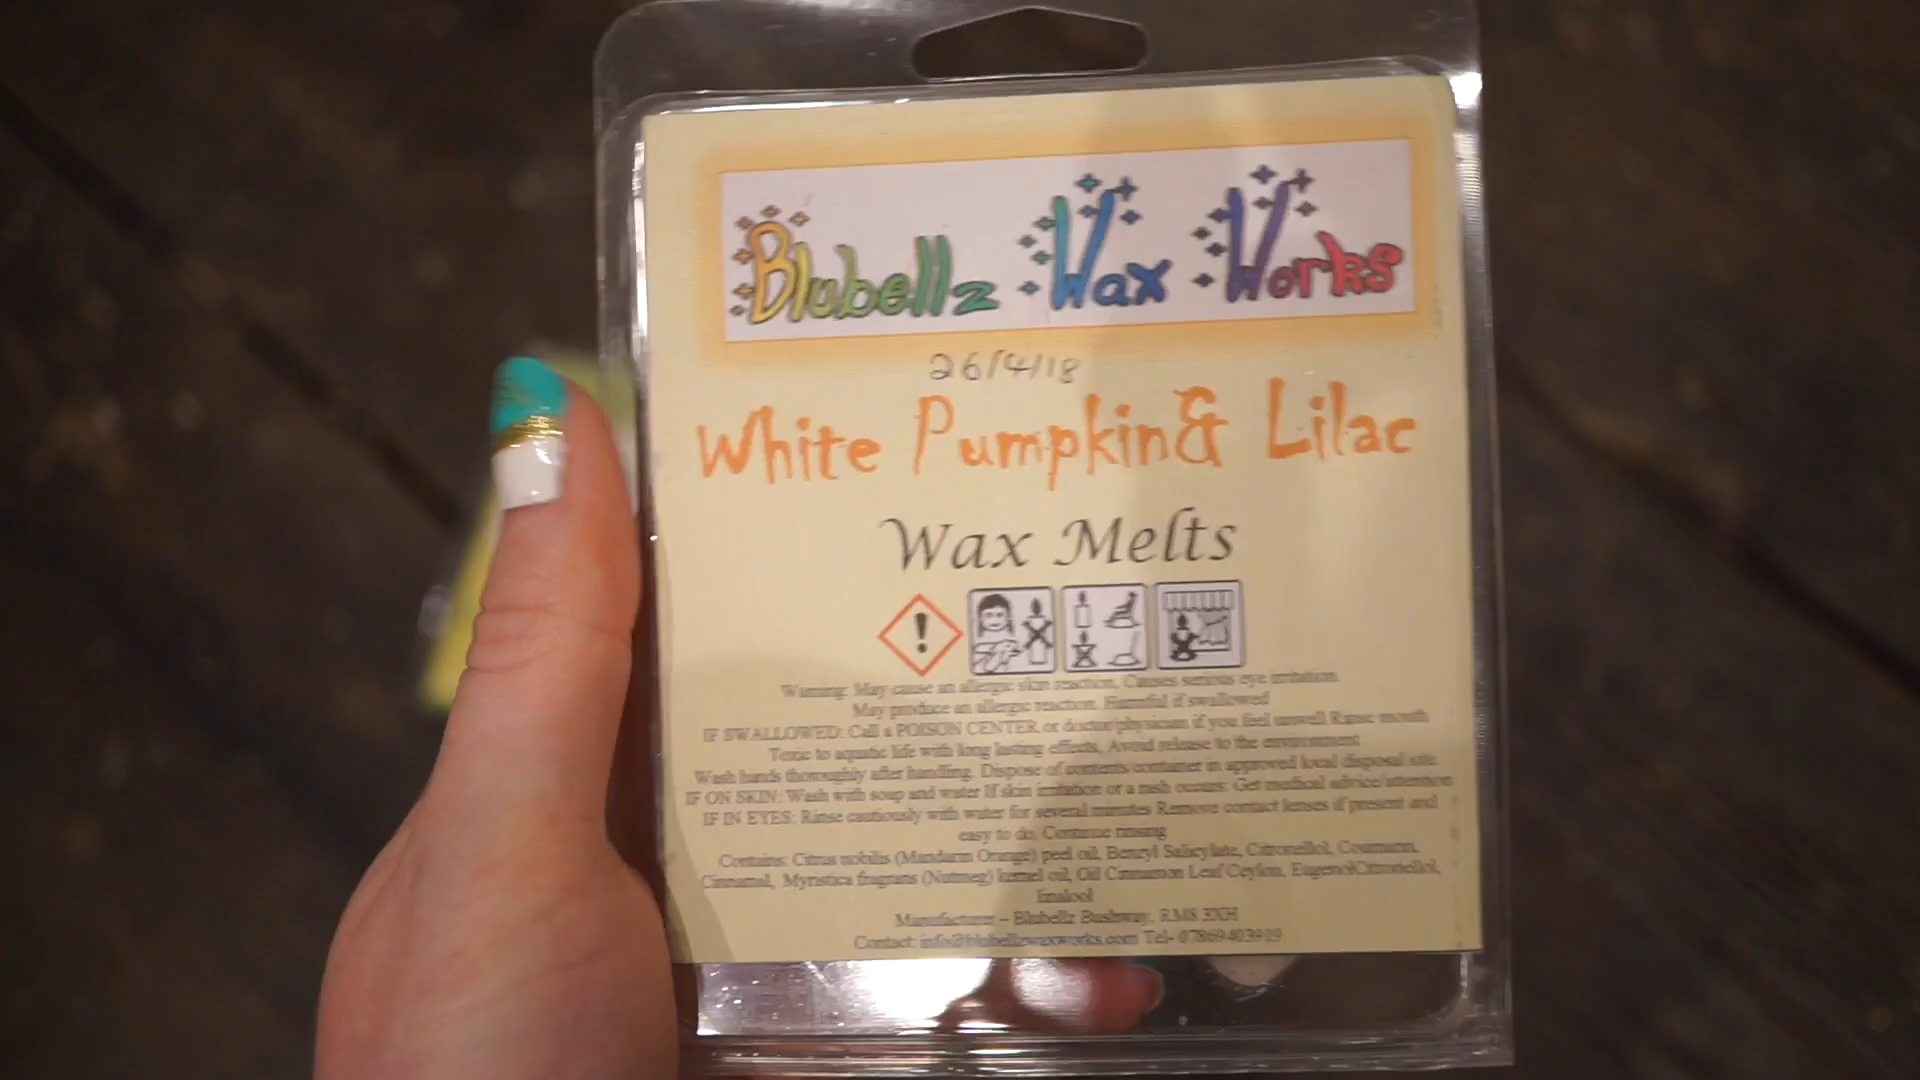 Blubellz Wax Works
26/4/18
White Pumpkin& Lilac
Wax Melts
Warning: May cause an allergic skin reaction, Causes serious eye irritation.
May produce an allergic reaction. Harmful if swallowed
IF SWALLOWED: Call a POISON CENTER or doctor/physician if you feel unwell Rinse mouth
Toxic to aquatic life with long lasting effects, Avoid release to the environment
Wash hands thoroughly after handling. Dispose of contents/container in approved local disposal site
IF ON SKIN: Wash with soap and water If skin irritation or a rash occurs: Get medical advice/attention
IF IN EYES: Rinse cautiously with water for several minutes Remove contact lenses if present and
easy to do. Continue rinsing
Contains: Citrus nobilis (Mandarin Orange) peel oil, Benzyl Salicylate, Citronellol, Coumarin,
Cinnamal, Myristica fragrans (Nutmeg) kernel oil, Oil Cinnamon Leaf Ceylon, EugenolCitronellol,
linalool
Manufacturer – Blubellz Bushway, RM8 3XH
Contact: info@blubellzwaxworks.com Tel- 07869403919